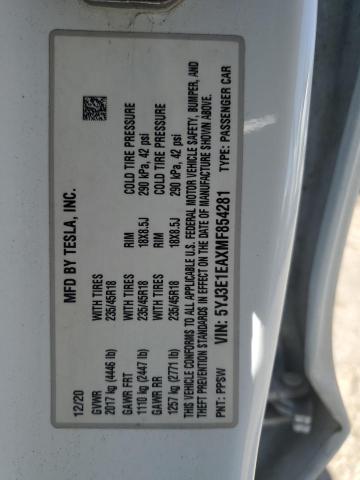 MFD BY TESLA, INC.
12/20
GVWR WITH TIRES RIM COLD TIRE PRESSURE
2017 kg (4446 lb) 235/45R18 18X8.5J 290 kPa, 42 psi
GAWR FRT
1110 kg (2447 lb) 235/45R18
GAWR RR WITH TIRES RIM COLD TIRE PRESSURE
1257 kg (2771 lb) 235/45R18 18X8.5J 290 kPa, 42 psi
THIS VEHICLE CONFORMS TO ALL APPLICABLE U.S. FEDERAL MOTOR VEHICLE SAFETY, BUMPER, AND
THEFT PREVENTION STANDARDS IN EFFECT ON THE DATE OF MANUFACTURE SHOWN ABOVE.
VIN: 5YJ3E1EAXMF854281
PNT: PPSW TYPE: PASSENGER CAR